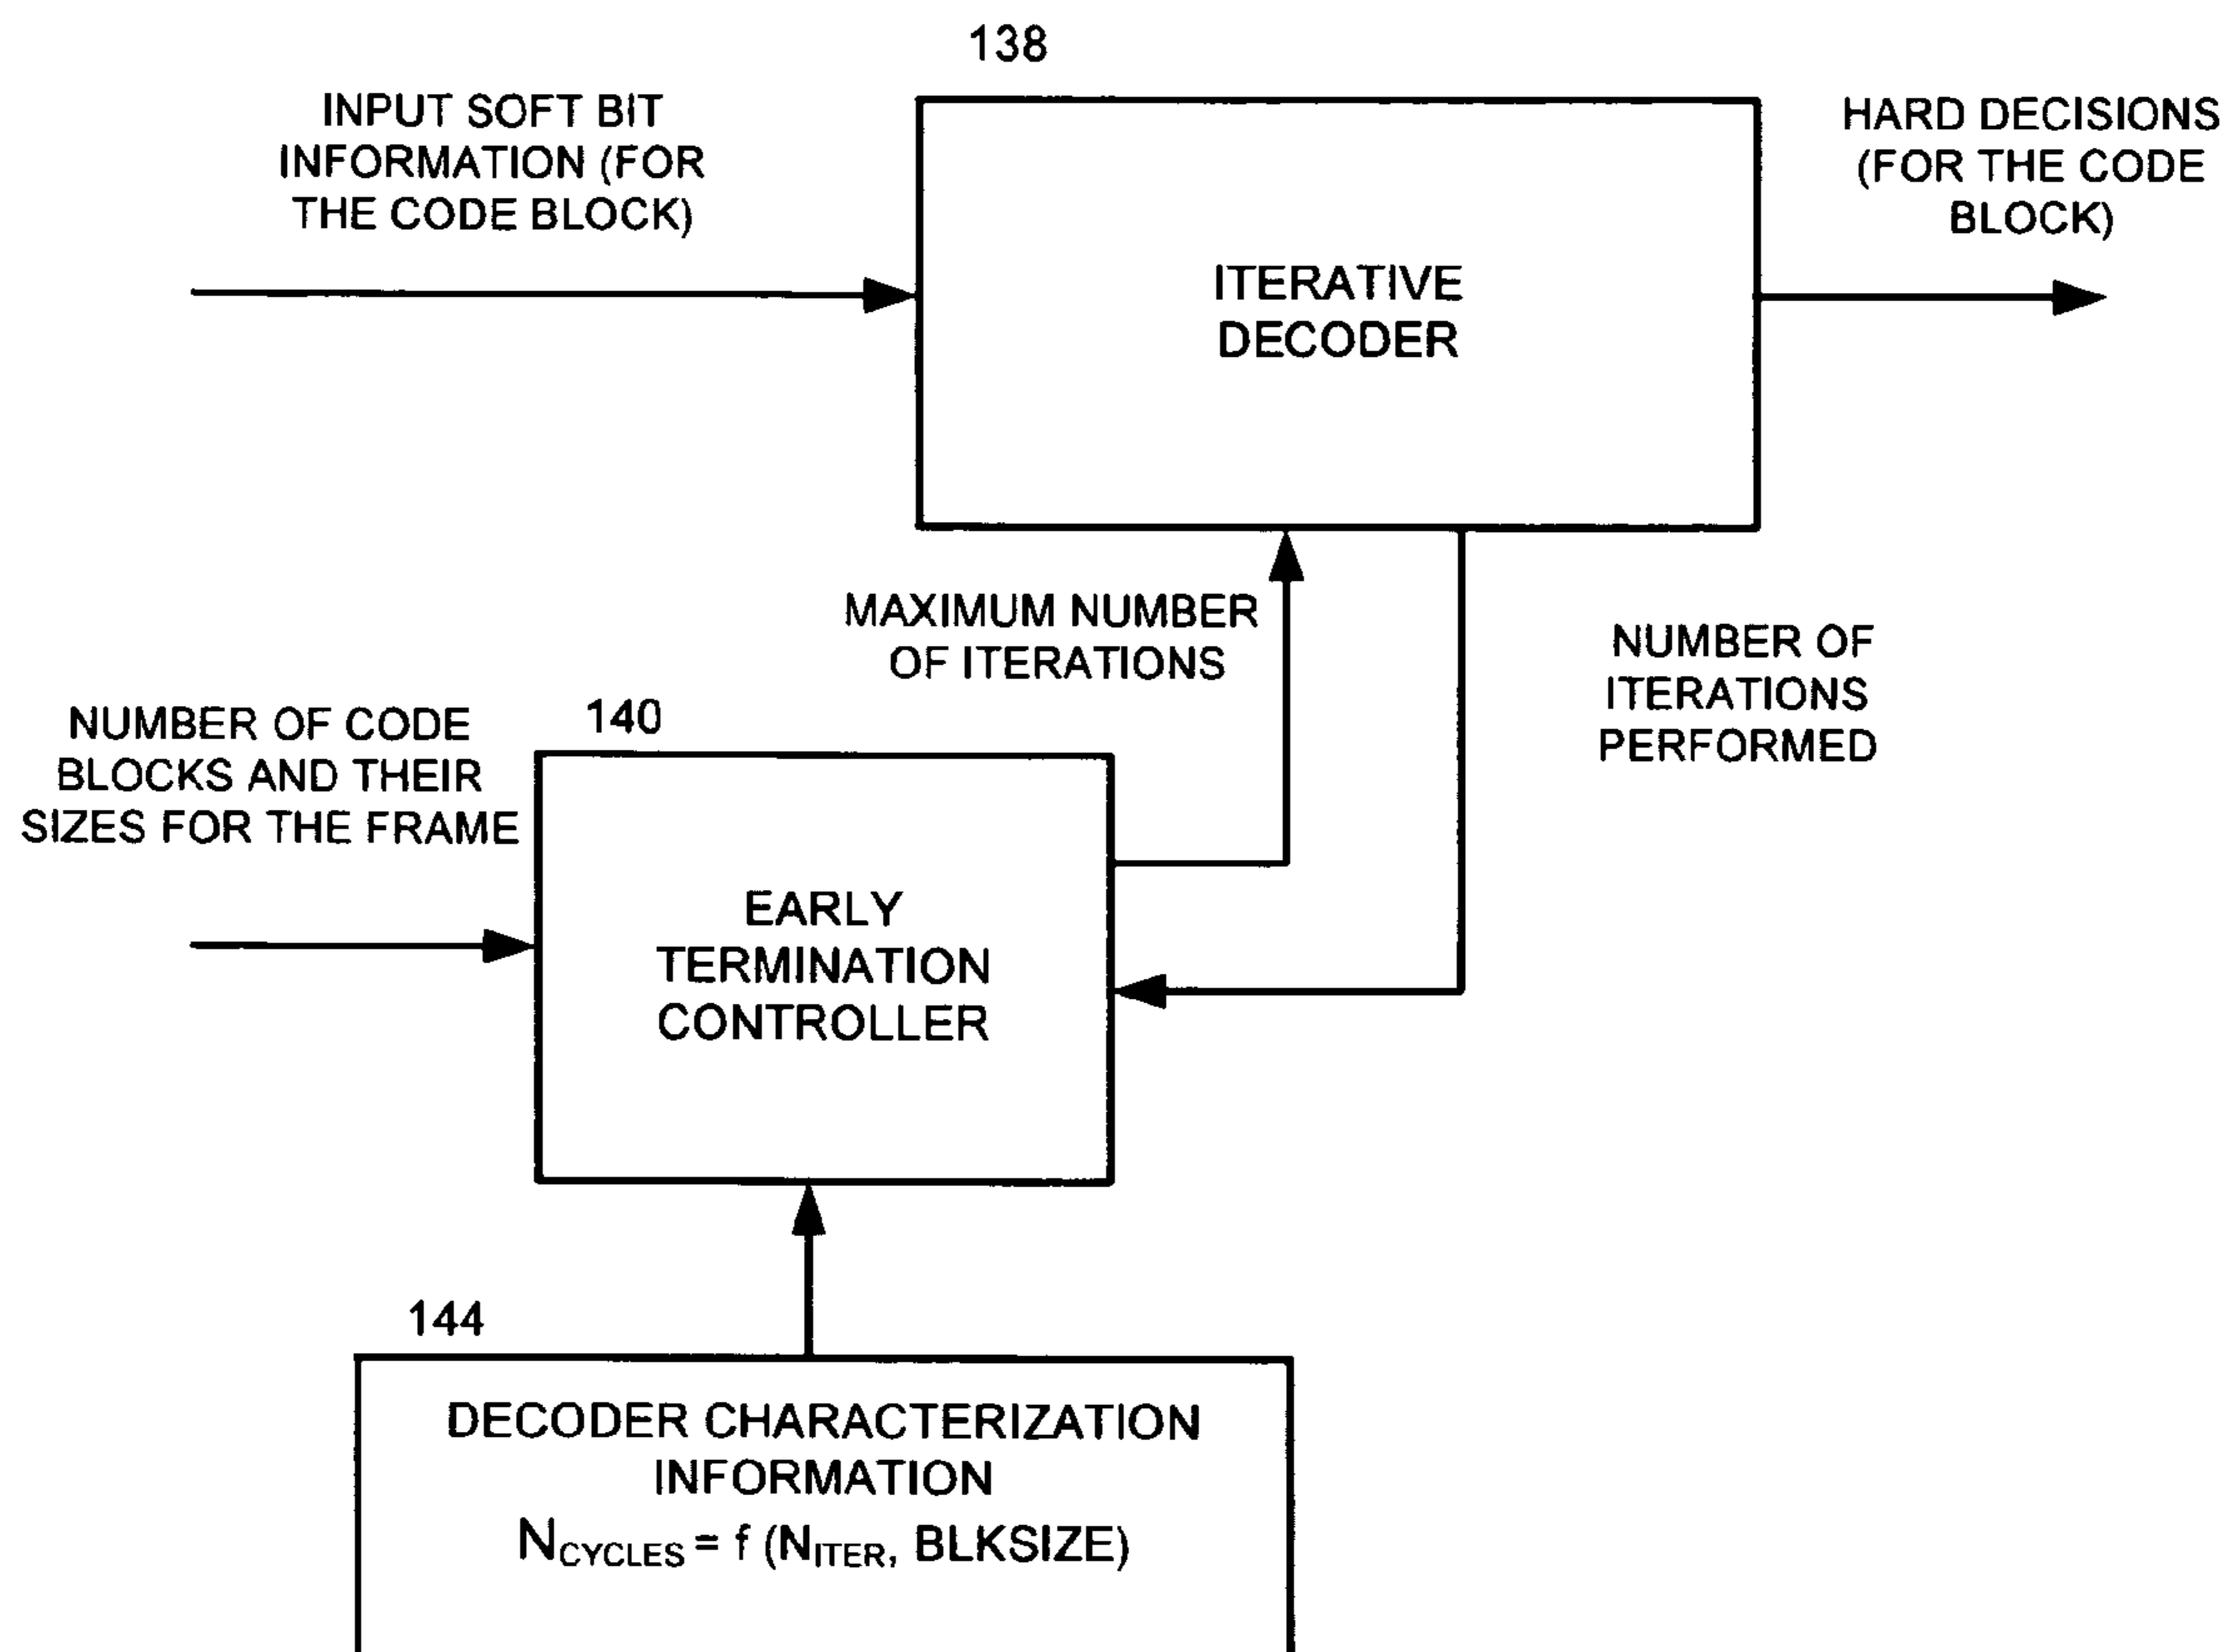 138
INPUT SOFT BIT
INFORMATION (FOR
THE CODE BLOCK)
HARD DECISIONS
(FOR THE CODE
BLOCK)
ITERATIVE
DECODER
MAXIMUM NUMBER
OF ITERATIONS
NUMBER OF
ITERATIONS
PERFORMED
140
NUMBER OF CODE
BLOCKS AND THEIR
SIZES FOR THE FRAME
EARLY
TERMINATION
CONTROLLER
144
DECODER CHARACTERIZATION
INFORMATION
N_CYCLES = f (N_ITER, BLKSIZE)